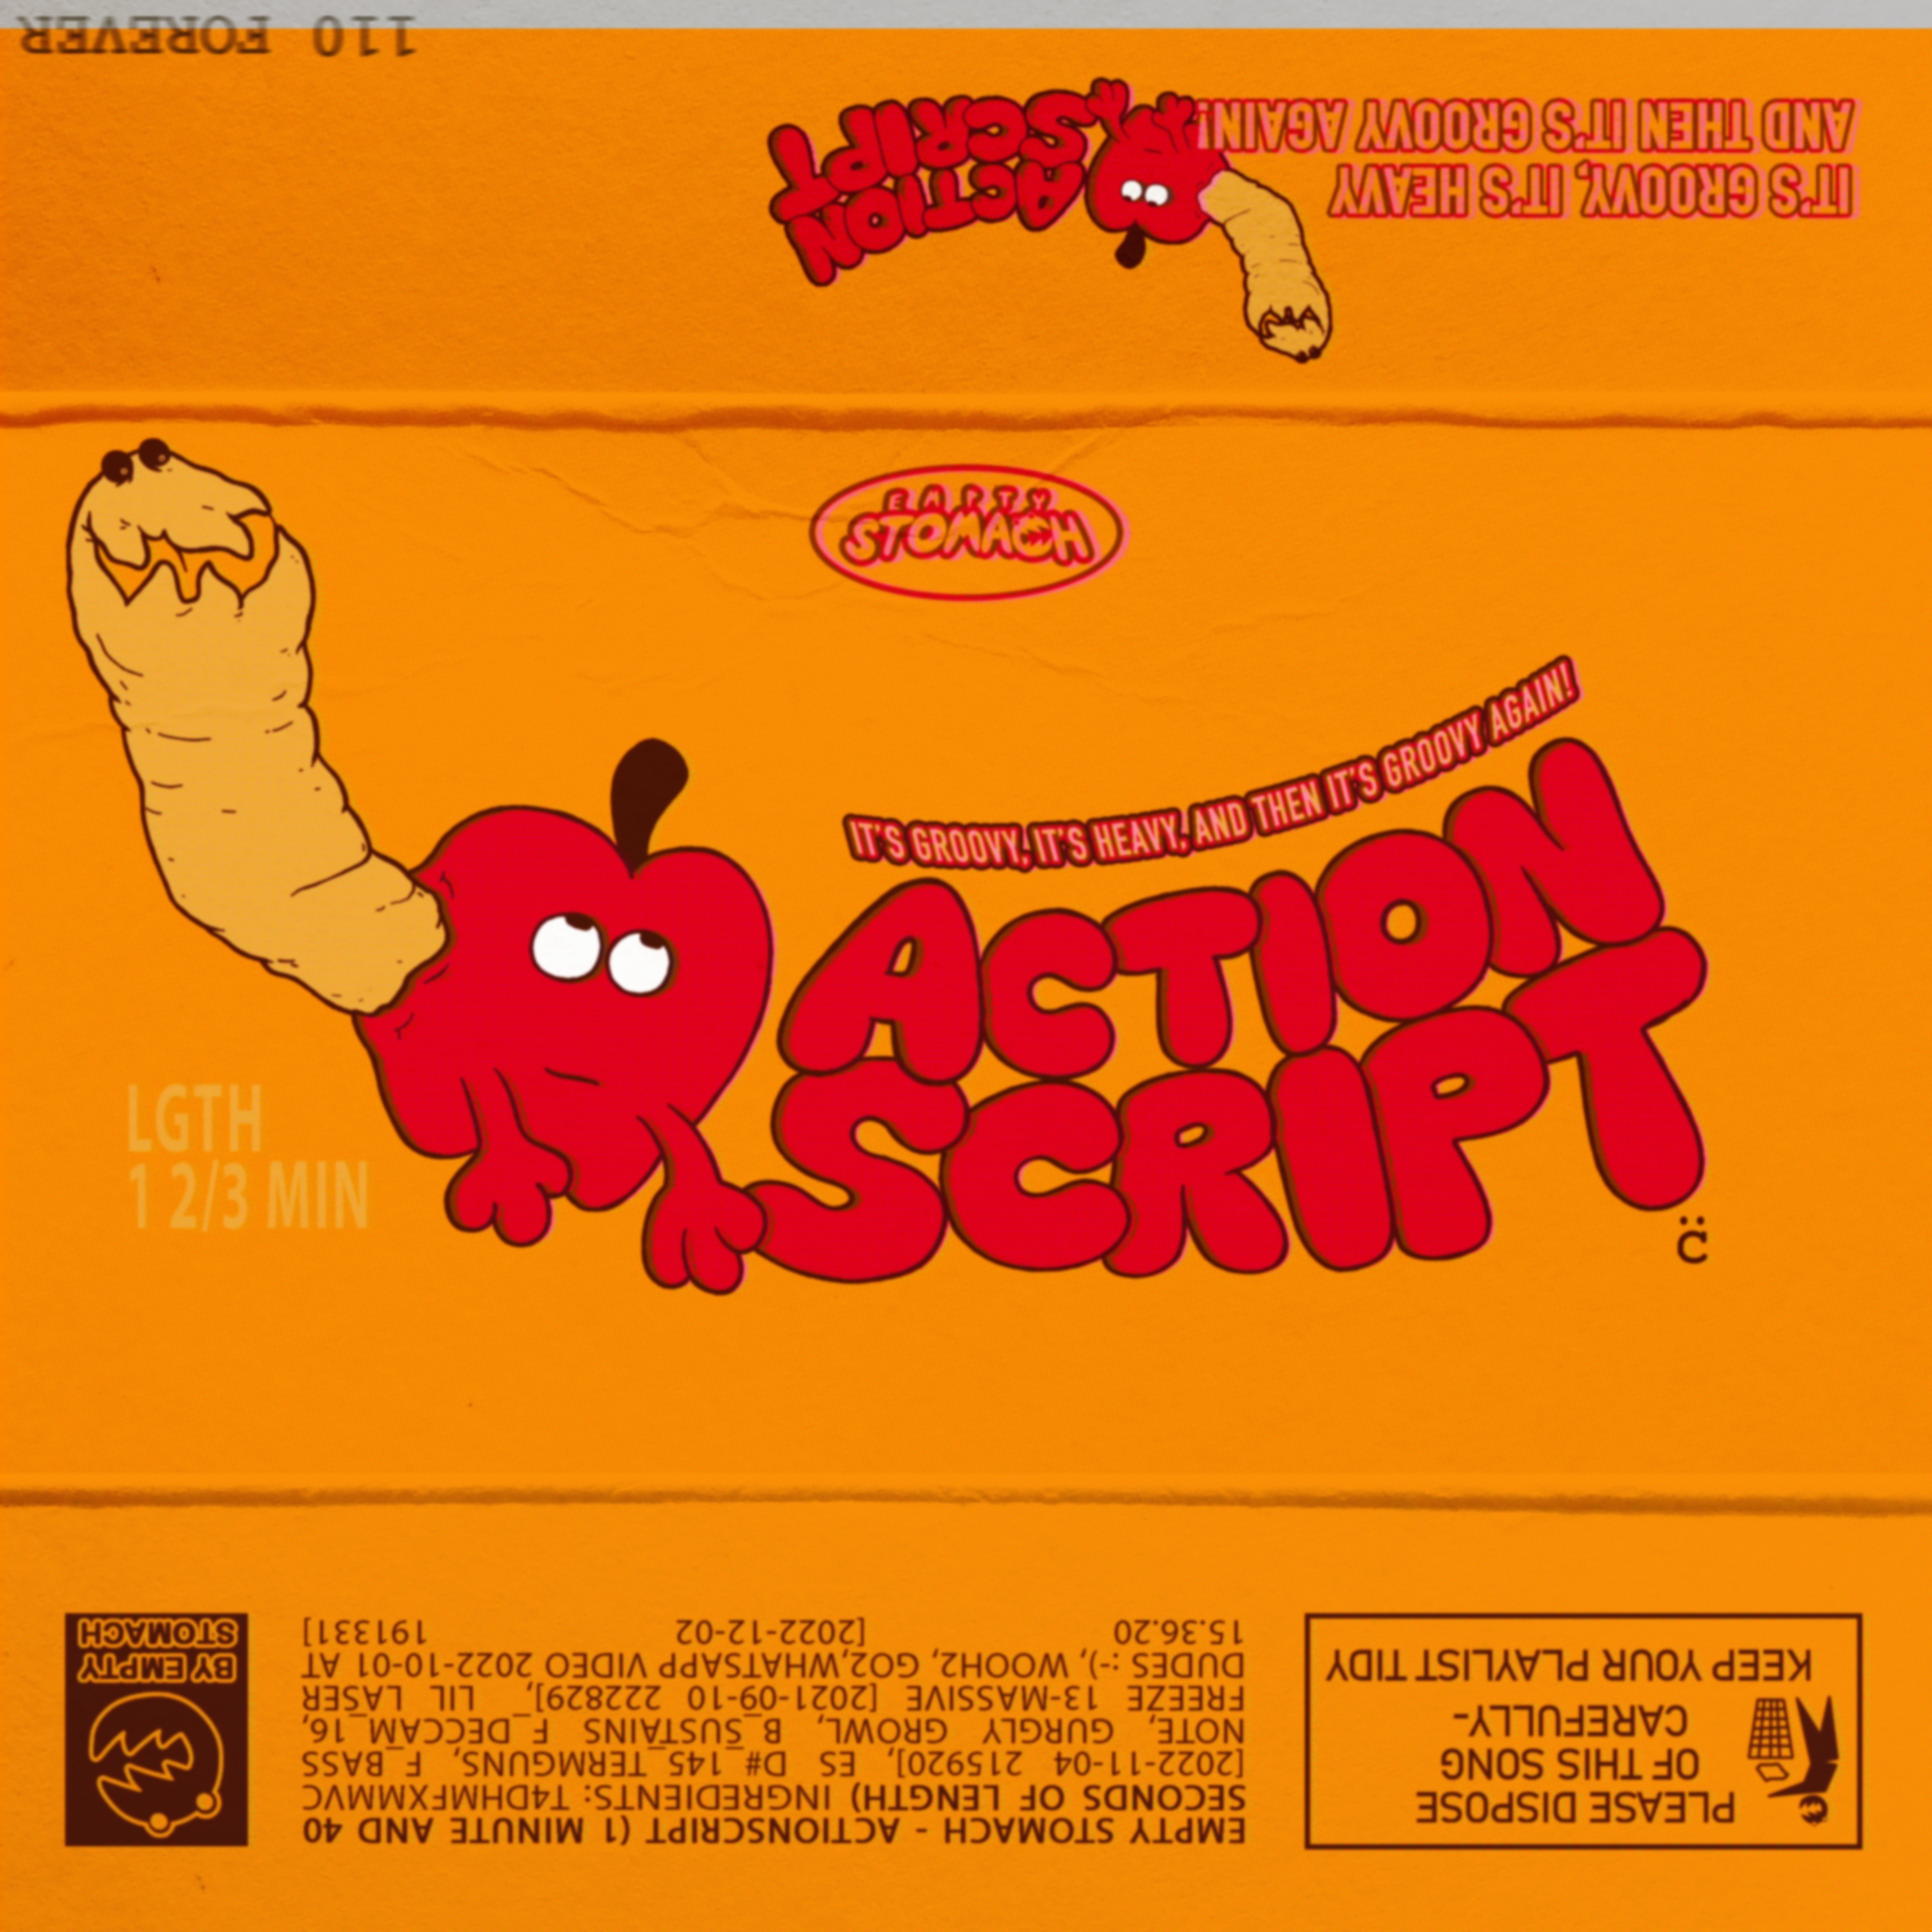 110 FOREVER
IT'S GROOVY, IT'S HEAVY
AND THEN IT'S GROOVY AGAIN!
ACTION
SCRIPT
EMPTY
STOMACH
IT'S GROOVY, IT'S HEAVY, AND THEN IT'S GROOVY AGAIN!
ACTION
SCRIPT
LGTH
1 2/3 MIN
PLEASE DISPOSE
OF THIS SONG
CAREFULLY-
KEEP YOUR PLAYLIST TIDY
EMPTY STOMACH - ACTIONSCRIPT (1 MINUTE AND 40
SECONDS OF LENGTH) INGREDIENTS: T4DHMFXMMMVC
[2022-11-04 215920], ES D#_145_TERMGUNS, F_BASS
NOTE, GURGLY GROWL, B_SUSTAINS F_DECCAM_16,
FREEZE 13-MASSIVE [2021-09-10 222829], LIL LASER
DUDES :-), WOOH2, GO2,WHATSAPP VIDEO 2022-10-01 AT
15.36.20 [2022-12-02 191331]
BY EMPTY
STOMACH